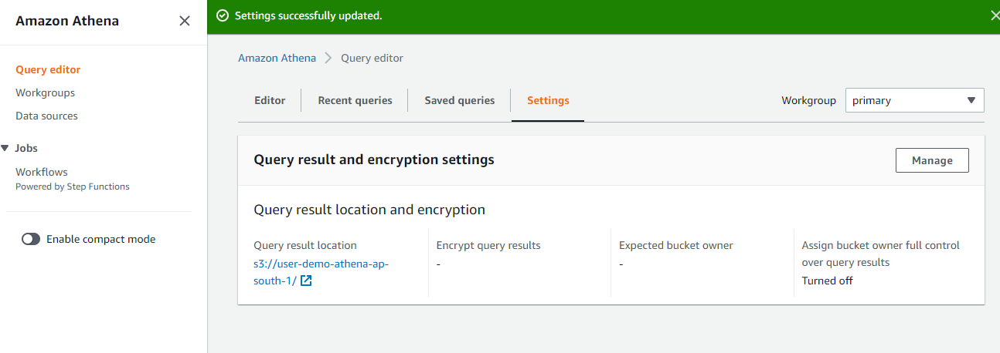 Amazon Athena
Query editor
Workgroups
Data sources
Jobs
Workflows
Powered by Step Functions
Enable compact mode
Settings successfully updated.
Amazon Athena Query editor
Editor Recent queries Saved queries Settings Workgroup primary
Query result and encryption settings Manage
Query result location and encryption
Query result location
s3://user-demo-athena-ap-
south-1/
Encrypt query results
-
Expected bucket owner
-
Assign bucket owner full control
over query results
Turned off